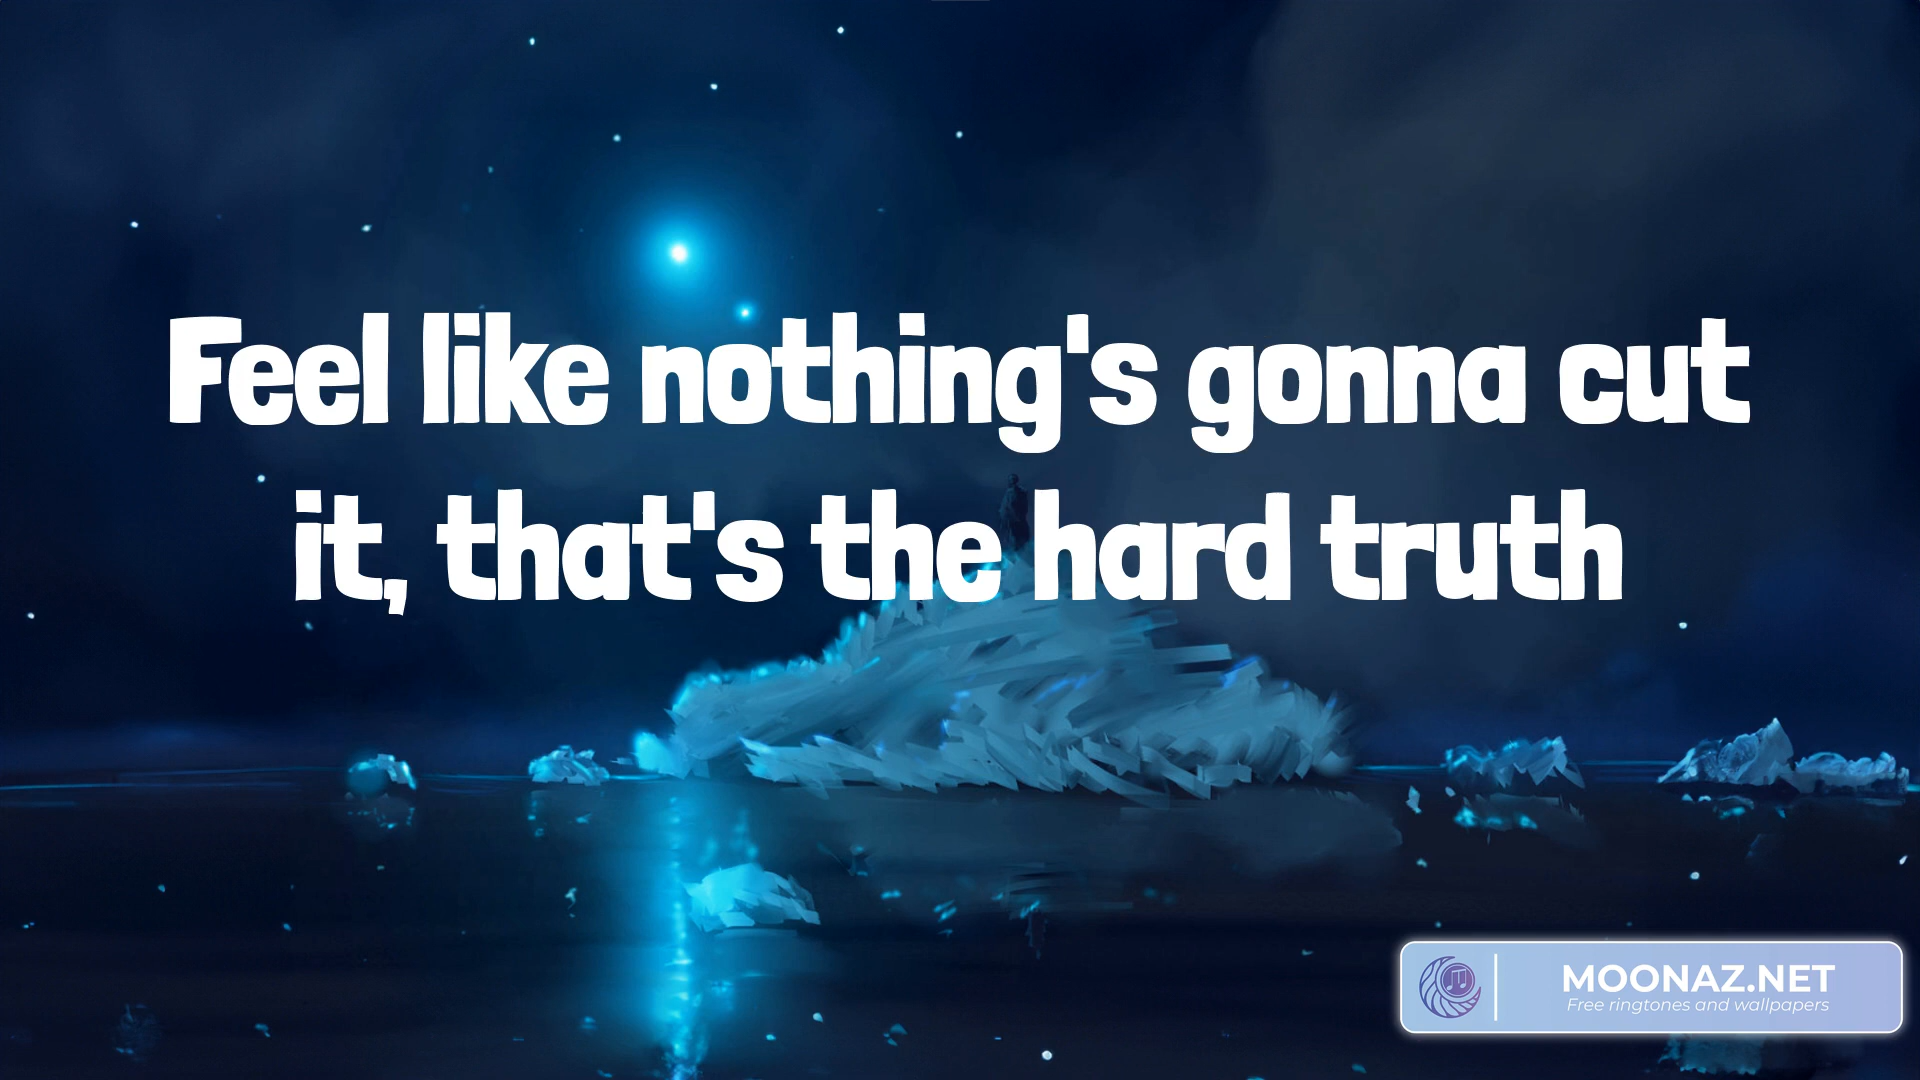 Feel like nothing's gonna cut
it, that's the hard truth
MOONAZ.NET
Free ringtones and wallpapers